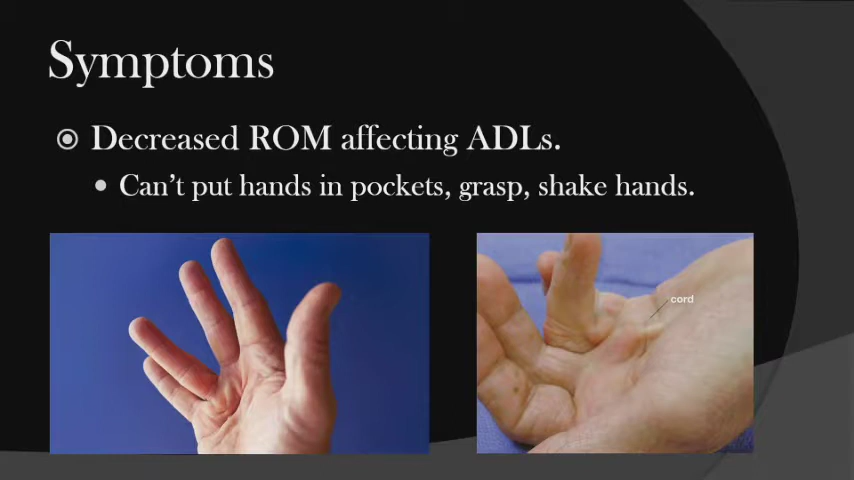 Symptoms
Decreased ROM affecting ADLs.
Can't put hands in pockets, grasp, shake hands.
cord